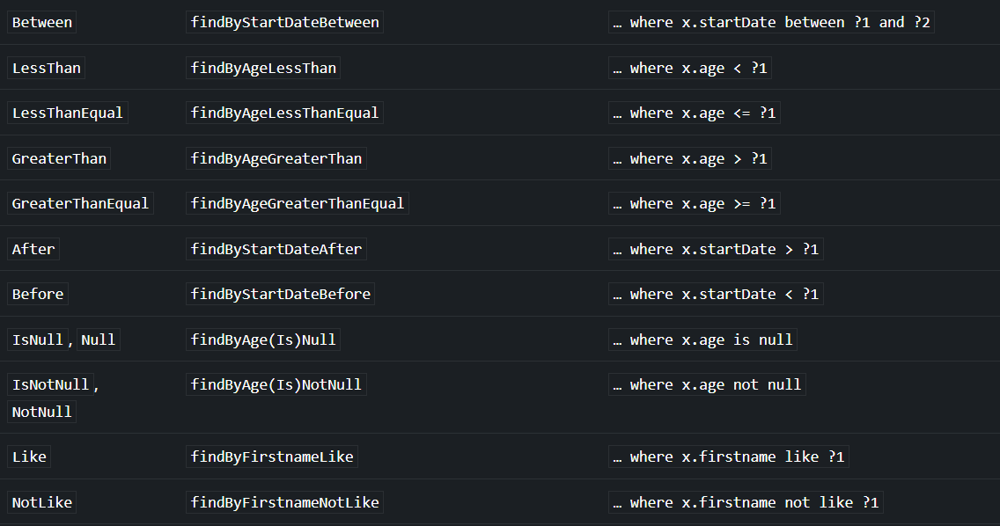 Between findByStartDateBetween … where x.startDate between ?1 and ?2
LessThan findByAgeLessThan … where x.age < ?1
LessThanEqual findByAgeLessThanEqual … where x.age <= ?1
GreaterThan findByAgeGreaterThan … where x.age > ?1
GreaterThanEqual findByAgeGreaterThanEqual … where x.age >= ?1
After findByStartDateAfter … where x.startDate > ?1
Before findByStartDateBefore … where x.startDate < ?1
IsNull, Null findByAge(Is)Null … where x.age is null
IsNotNull, findByAge(Is)NotNull … where x.age not null
NotNull
Like findByFirstnameLike … where x.firstname like ?1
NotLike findByFirstnameNotLike … where x.firstname not like ?1